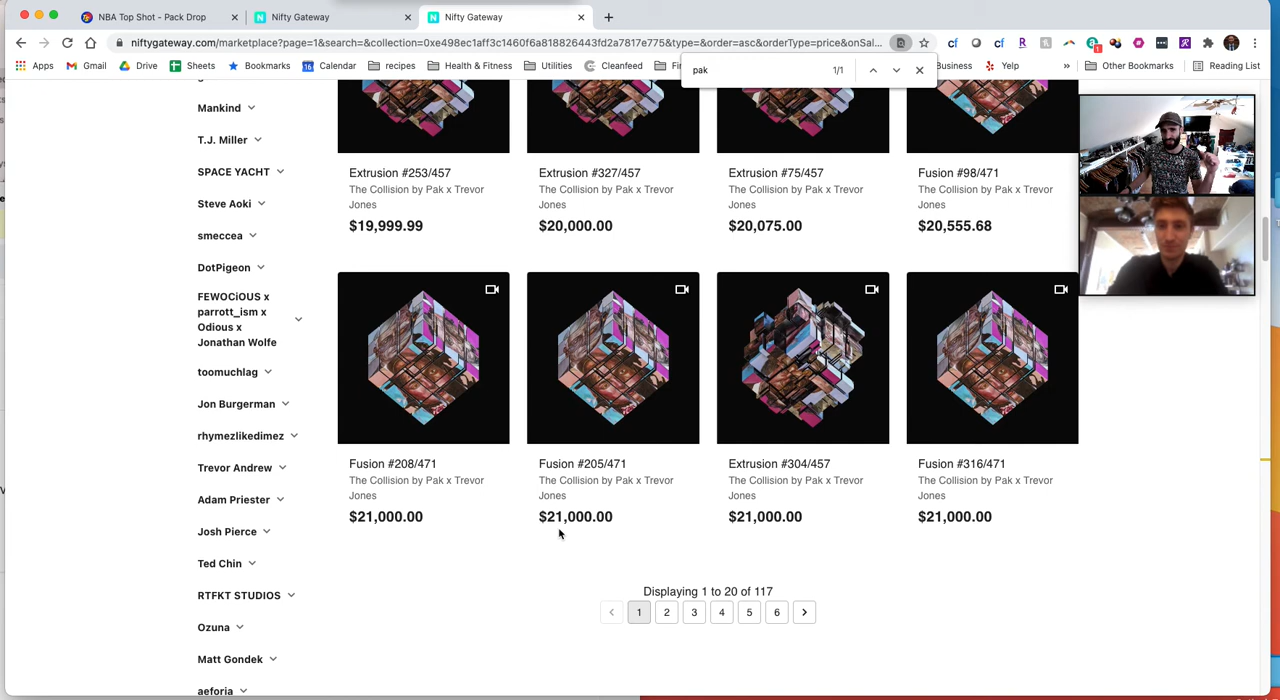 NBA Top Shot - Pack Drop
Nifty Gateway
Nifty Gateway
niftygateway.com/marketplace?page=1&search=&collection=0xe498ec1aff3c1460f6a818826443fd2a7817e775&type=&order=asc&orderType=price&onSal...
Apps
Gmail
Drive
Sheets
Bookmarks
16
Calendar
recipes
Health & Fitness
Utilities
Cleanfeed
Business
Yelp
»
Other Bookmarks
Reading List
pak
1/1
Mankind
T.J. Miller
SPACE YACHT
Steve Aoki
smeccea
DotPigeon
FEWOCiOUS x
parrott_ism x
Odious x
Jonathan Wolfe
toomuchlag
Jon Burgerman
rhymezlikedimez
Trevor Andrew
Adam Priester
Josh Pierce
Ted Chin
RTFKT STUDIOS
Ozuna
Matt Gondek
aeforia
Extrusion #253/457
The Collision by Pak x Trevor
Jones
$19,999.99
Extrusion #327/457
The Collision by Pak x Trevor
Jones
$20,000.00
Extrusion #75/457
The Collision by Pak x Trevor
Jones
$20,075.00
Fusion #98/471
The Collision by Pak x Trevor
Jones
$20,555.68
Fusion #208/471
The Collision by Pak x Trevor
Jones
$21,000.00
Fusion #205/471
The Collision by Pak x Trevor
Jones
$21,000.00
Extrusion #304/457
The Collision by Pak x Trevor
Jones
$21,000.00
Fusion #316/471
The Collision by Pak x Trevor
Jones
$21,000.00
Displaying 1 to 20 of 117
1 2 3 4 5 6